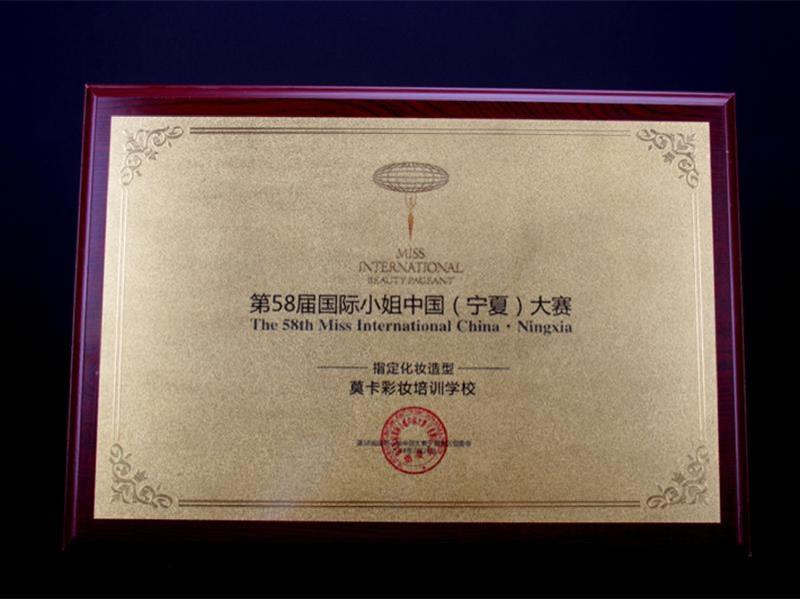 MISS
INTERNATIONAL
BEAUTY PAGEANT
第58届国际小姐中国（宁夏）大赛
The 58th Miss International China·Ningxia
指定化妆造型
莫卡彩妆培训学校